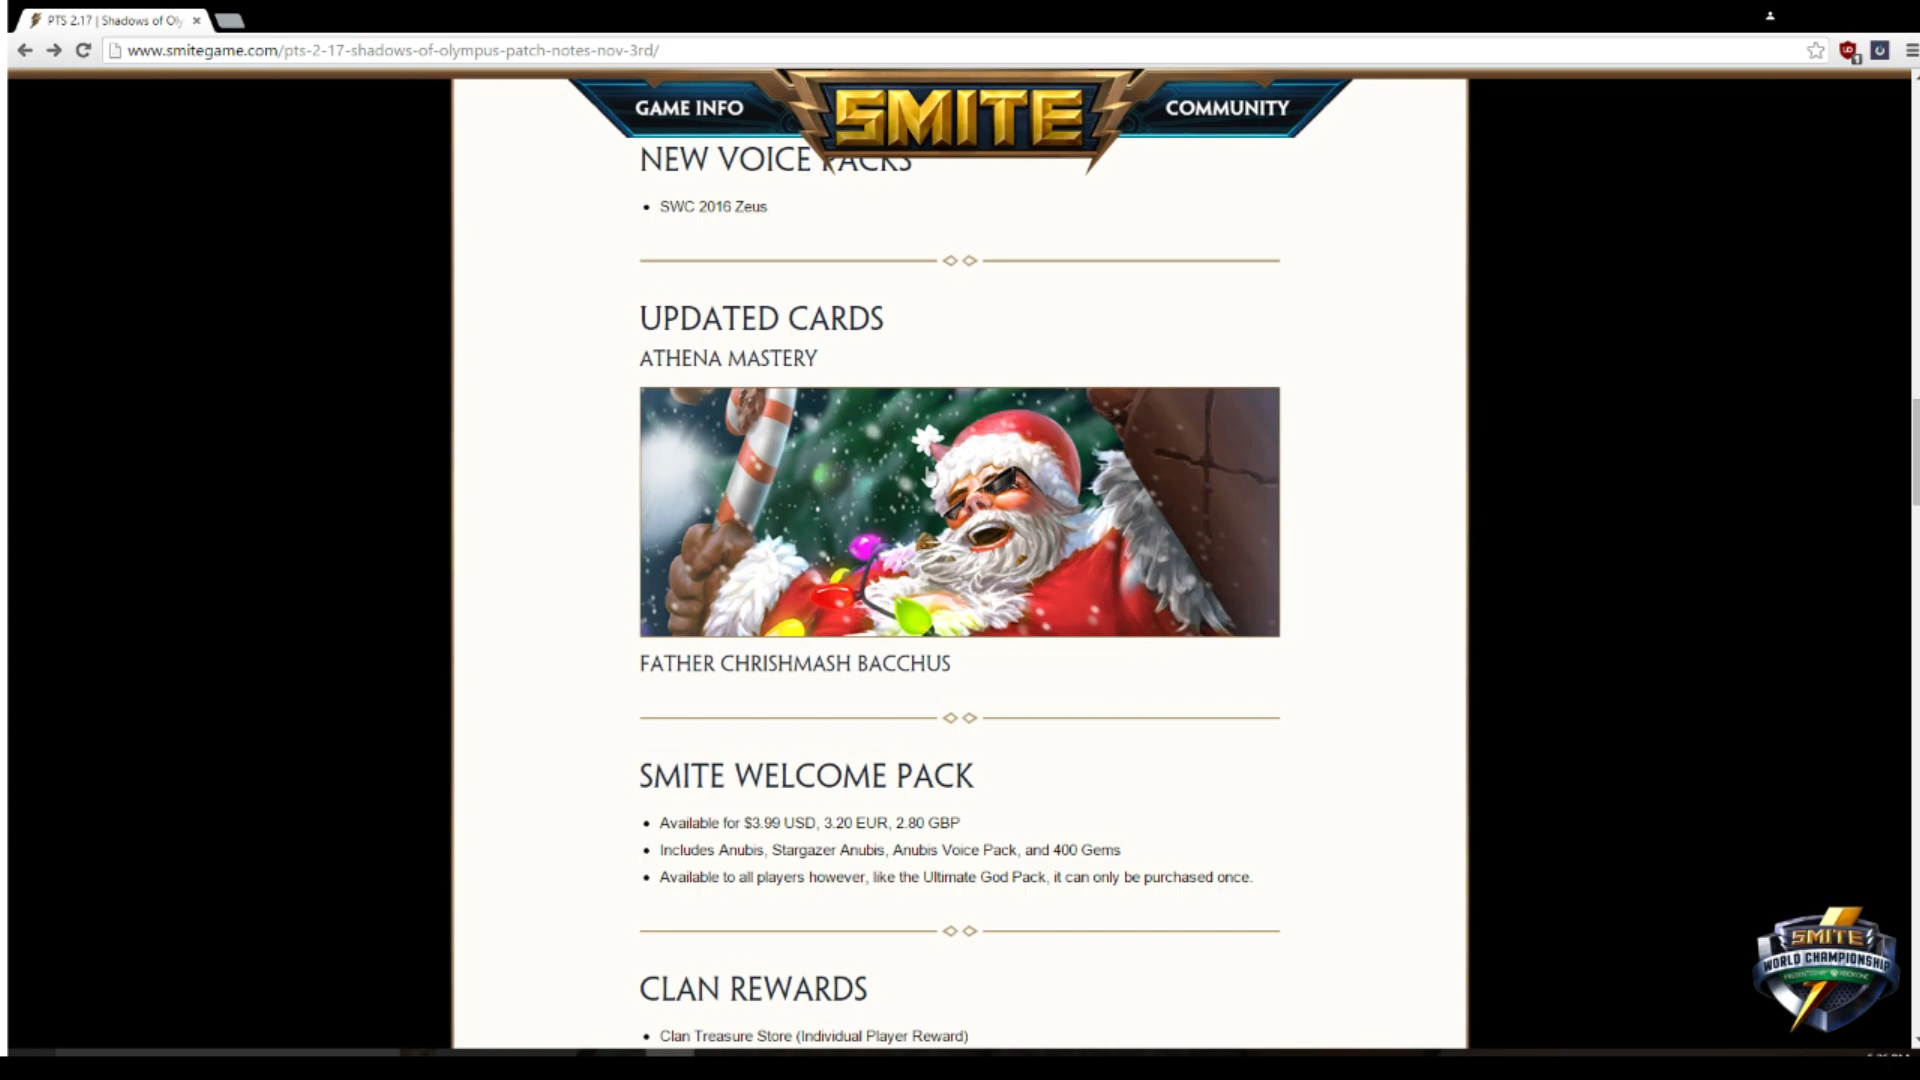 PTS 2.17 | Shadows of Oly
www.smitegame.com/pts-2-17-shadows-of-olympus-patch-notes-nov-3rd/
GAME INFO
SMITE
COMMUNITY
NEW VOICE PACKS
• SWC 2016 Zeus
UPDATED CARDS
ATHENA MASTERY
FATHER CHRISHMASH BACCHUS
SMITE WELCOME PACK
• Available for $3.99 USD, 3.20 EUR, 2.80 GBP
• Includes Anubis, Stargazer Anubis, Anubis Voice Pack, and 400 Gems
• Available to all players however, like the Ultimate God Pack, it can only be purchased once.
SMITE
WORLD CHAMPIONSHIP
CLAN REWARDS
• Clan Treasure Store (Individual Player Reward)